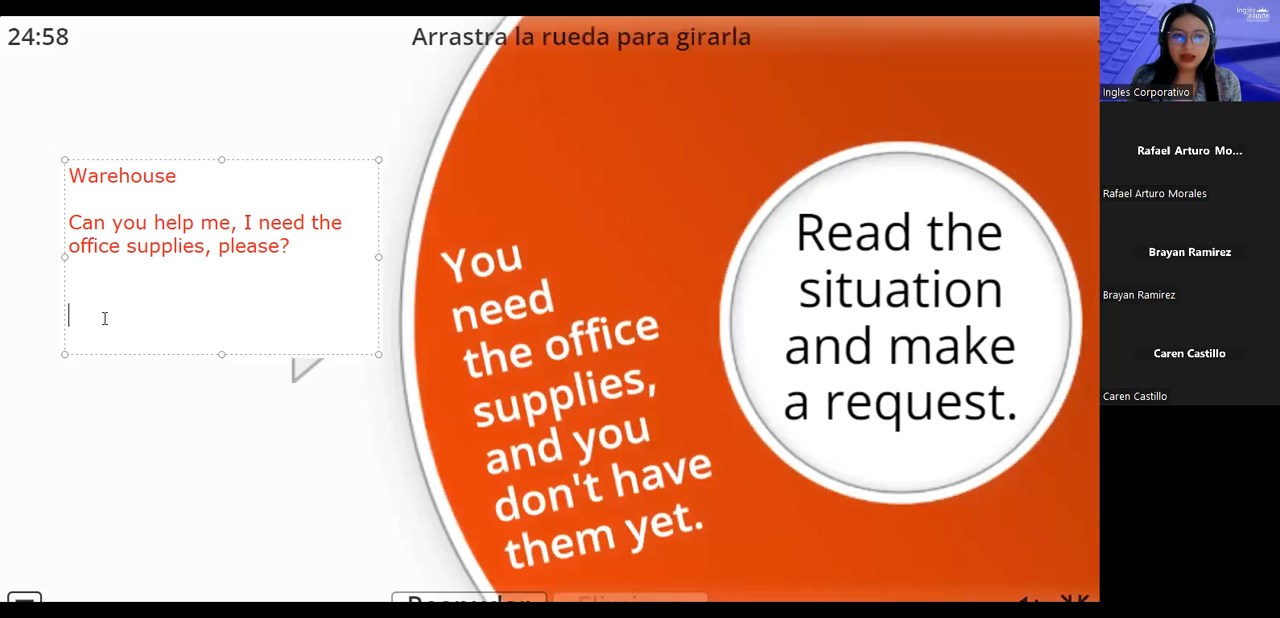 24:58
Arrastra la rueda para girarla
Warehouse
Can you help me, I need the
office supplies, please?
You
need
the office
supplies,
and you
don't have
them yet.
Read the
situation
and make
a request.
Ingles Corporativo
Rafael Arturo Mo...
Rafael Arturo Morales
Brayan Ramirez
Brayan Ramirez
Caren Castillo
Caren Castillo